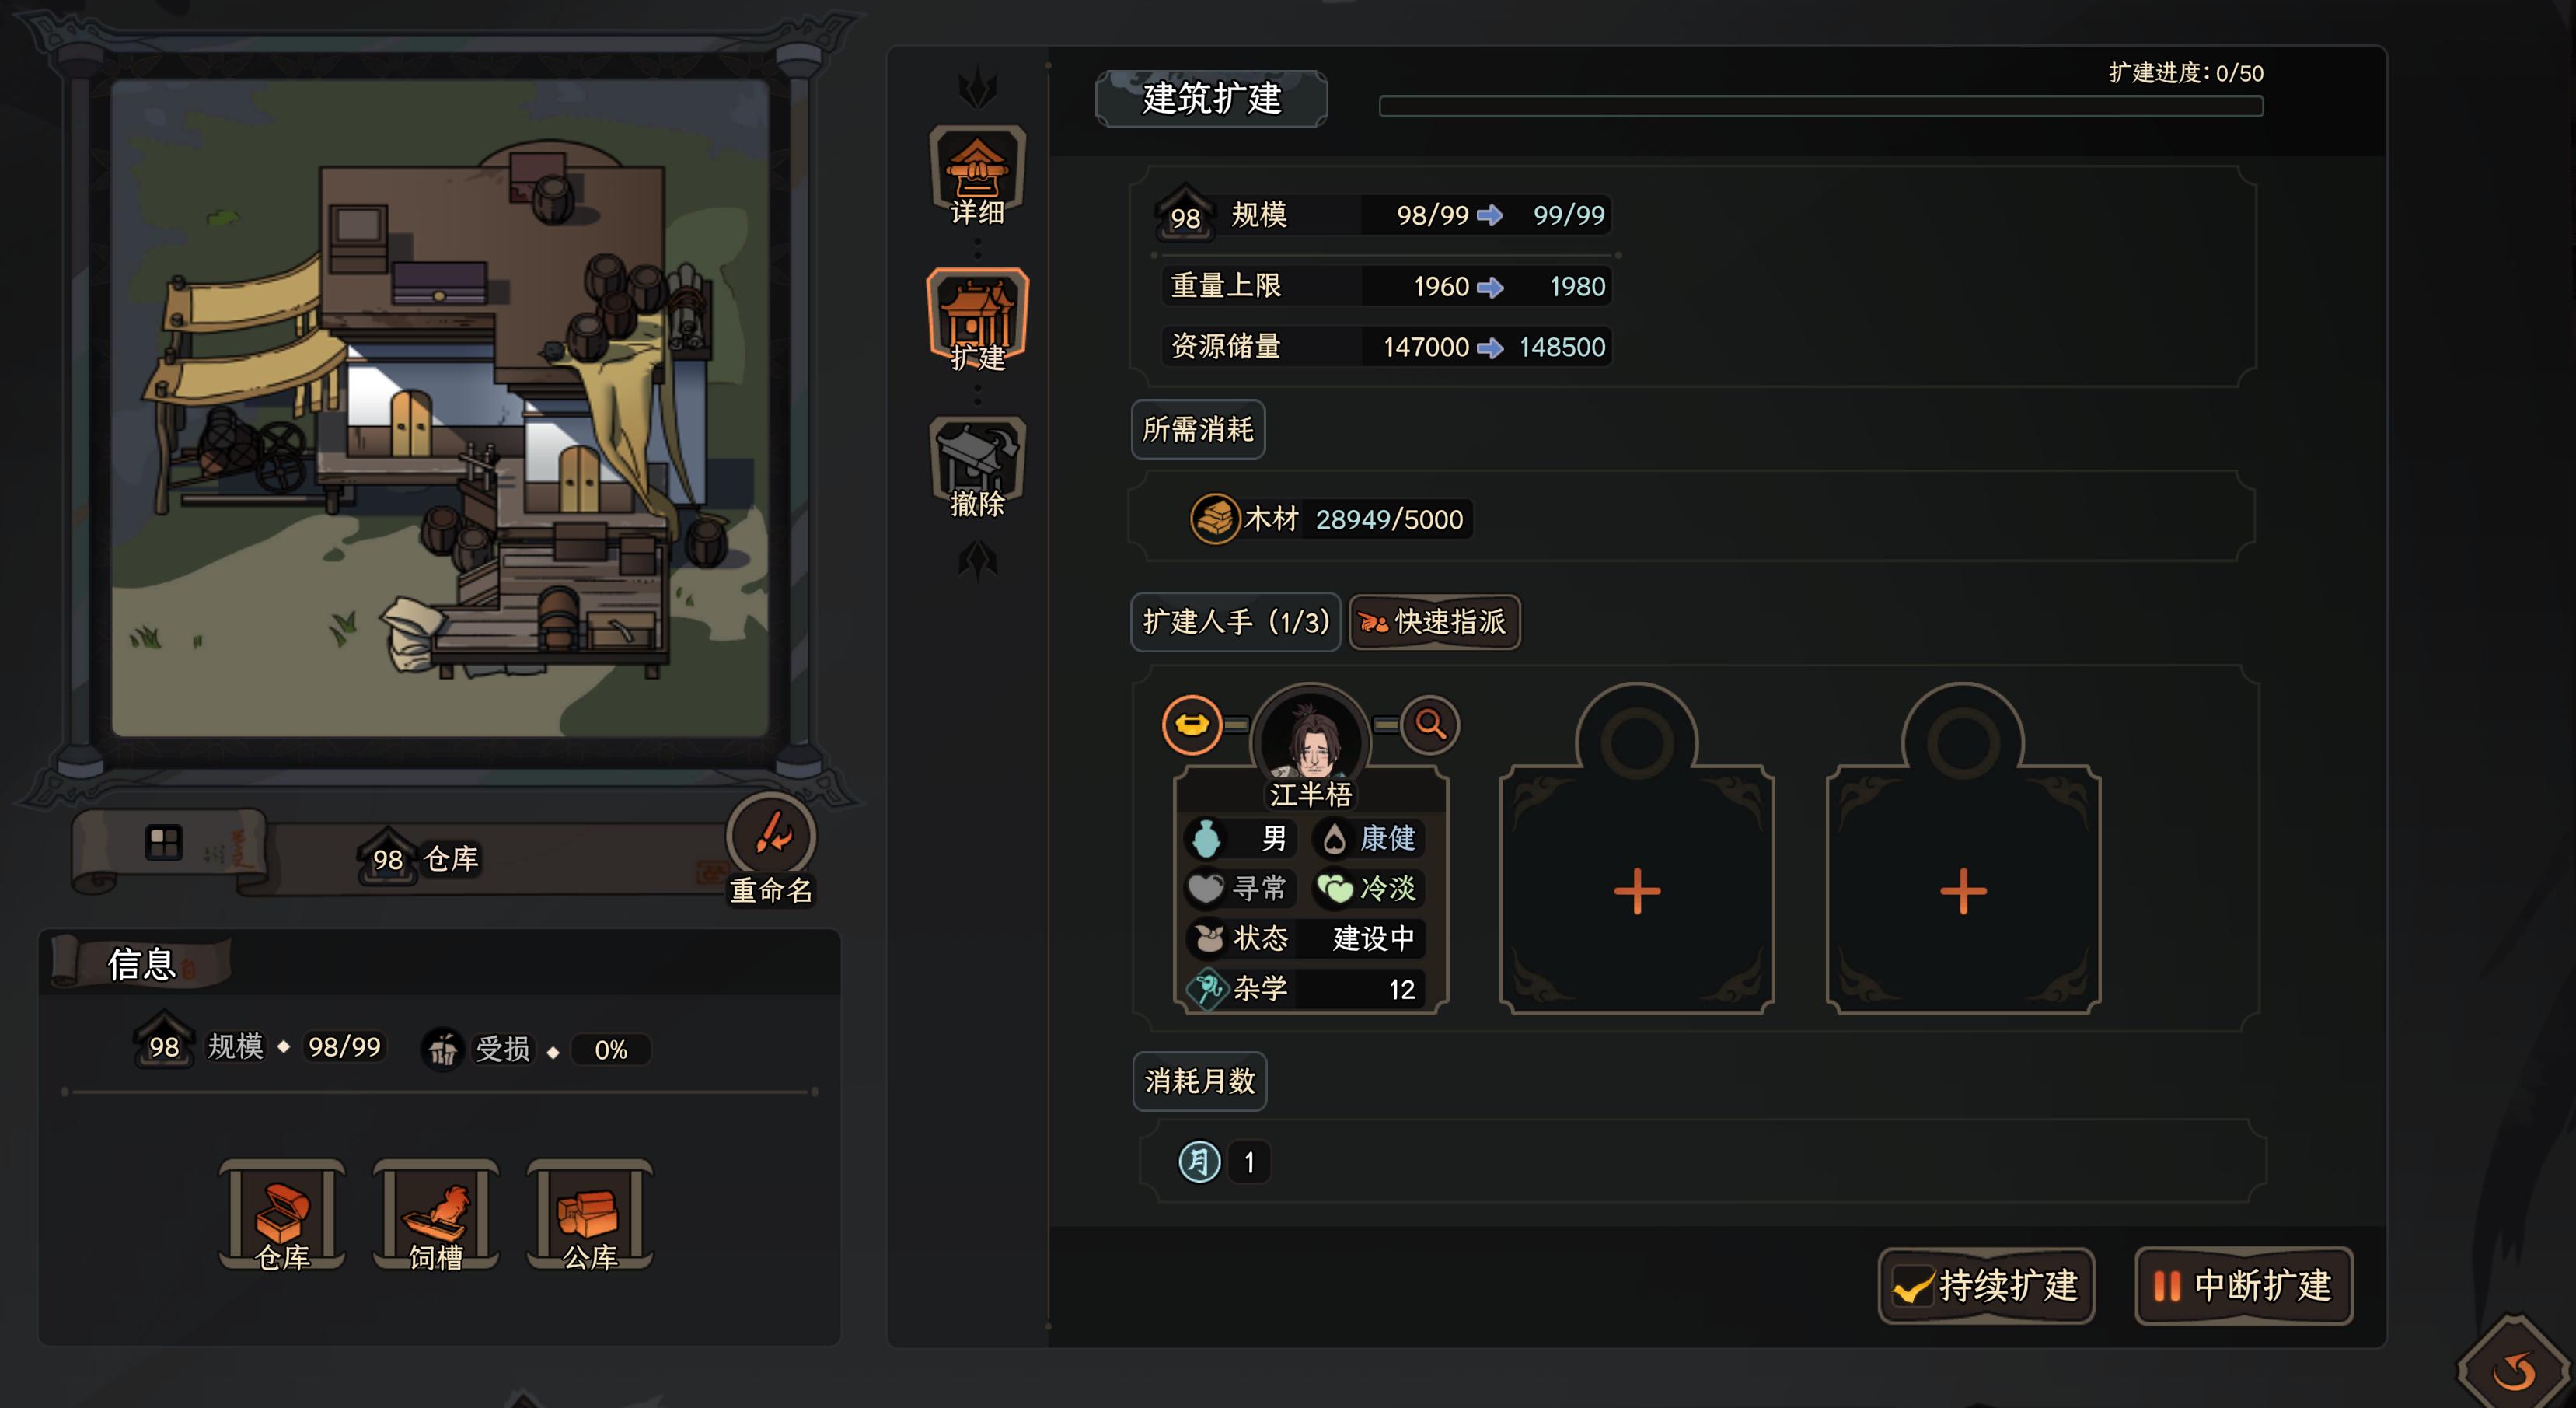 98 仓库
重命名
信息
98 规模 98/99 受损 0%
仓库 饲槽 公库
详细
扩建
撤除
建筑扩建
扩建进度：0/50
98 规模 98/99 99/99
重量上限 1960 1980
资源储量 147000 148500
所需消耗
木材 28949/5000
扩建人手（1/3） 快速指派
江半梧
男 康健
寻常 冷淡
状态 建设中
杂学 12
消耗月数
月 1
持续扩建 中断扩建